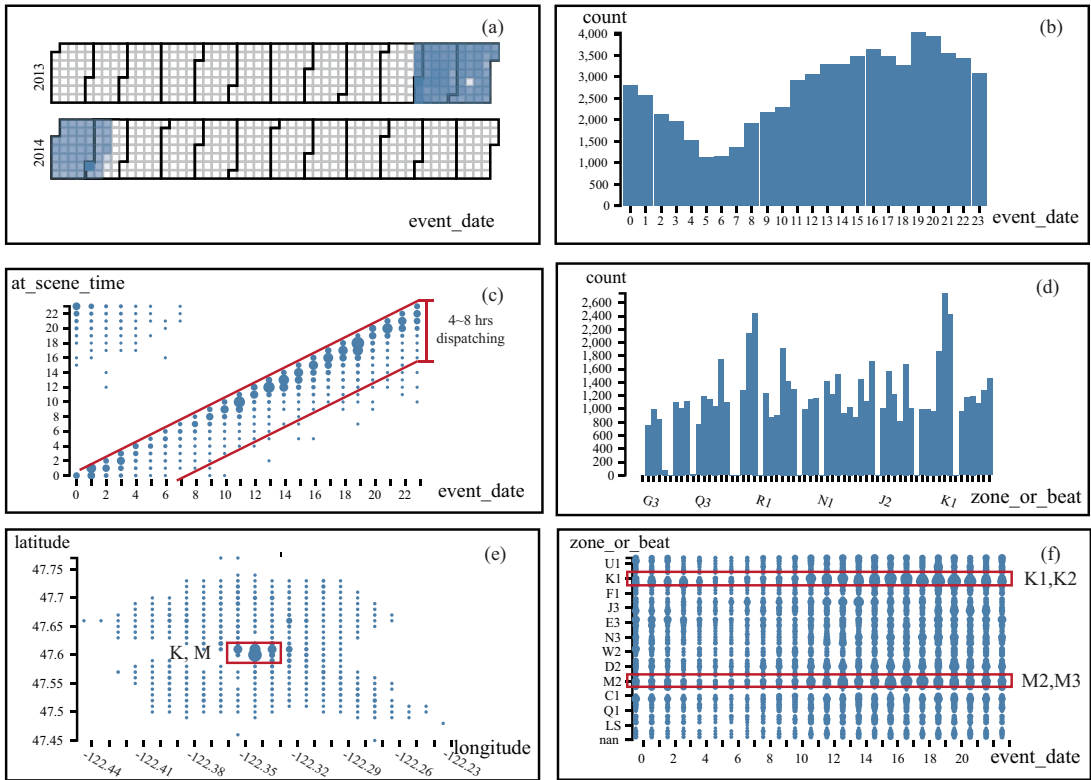 (a)
2013
2014
event_date
count
(b)
4,000
3,500
3,000
2,500
2,000
1,500
1,000
500
0
0 1 2 3 4 5 6 7 8 9 10 11 12 13 14 15 16 17 18 19 20 21 22 23
event_date
at_scene_time
(c)
22
20
18
16
14
12
10
8
6
4
2
0
4~8 hrs
dispatching
0 2 4 6 8 10 12 14 16 18 20 22
event_date
count
(d)
2,600
2,400
2,200
2,000
1,800
1,600
1,400
1,200
1,000
800
600
400
200
0
G3 Q3 R1 N1 J2 K1
zone_or_beat
latitude
(e)
47.75
47.7
47.65
47.6
47.55
47.5
47.45
K, M
longitude
-122.44 -122.41 -122.38 -122.35 -122.32 -122.29 -122.26 -122.23
zone_or_beat
(f)
U1
K1
F1
J3
E3
N3
W2
D2
M2
C1
Q1
LS
nan
K1,K2
M2,M3
0 2 4 6 8 10 12 14 16 18 20
event_date